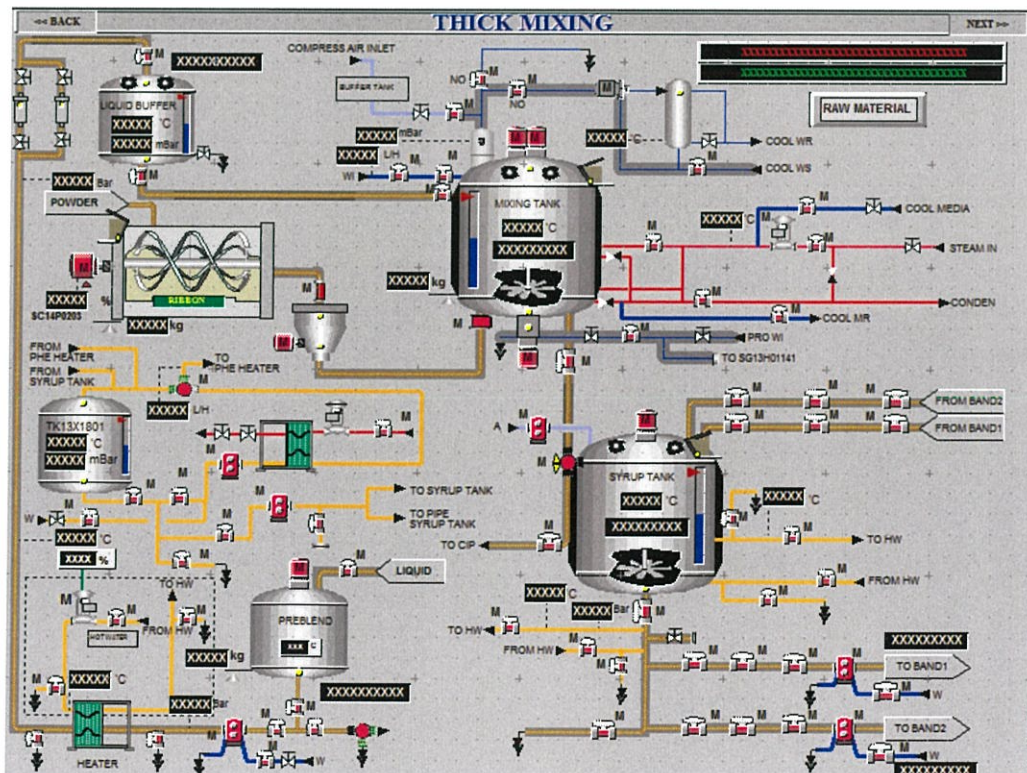 << BACK
THICK MIXING
NEXT >>
COMPRESS AIR INLET
BUFFER TANK
RAW MATERIAL
M
XXXXXXXXXX
NO
NO
M
LIQUID BUFFER
XXXXX °C
XXXXX mBar
XXXXX mBar
XXXXX L/H
WI
XXXXX °C
COOL WR
COOL WS
XXXXX Bar
POWDER
MIXING TANK
XXXXX °C
XXXXXXXXX
XXXXX °C
COOL MEDIA
STEAM IN
CONDEN
COOL MR
XXXXX %
SC14P0203
RIBBON
XXXXX kg
XXXXX kg
PRO WI
TO SG13H01141
FROM
PHE HEATER
FROM
SYRUP TANK
TO
PHE HEATER
XXXXX L/H
TK13X1801
XXXXX °C
XXXXX mBar
FROM BAND2
FROM BAND1
A
SYRUP TANK
XXXXX °C
XXXXXXXXX
XXXXX °C
TO SYRUP TANK
TO PIPE
SYRUP TANK
W
XXXXX °C
XXXX %
TO CIP
TO HW
FROM HW
LIQUID
TO HW
FROM HW
HOTWATER
PREBLEND
XXX C
XXXXX kg
XXXXX °C
XXXXX Bar
XXXXXXXXXX
XXXXX °C
XXXXX Bar
TO HW
FROM HW
XXXXXXXXX
TO BAND1
W
TO BAND2
W
XXXXXXXXX
HEATER
W